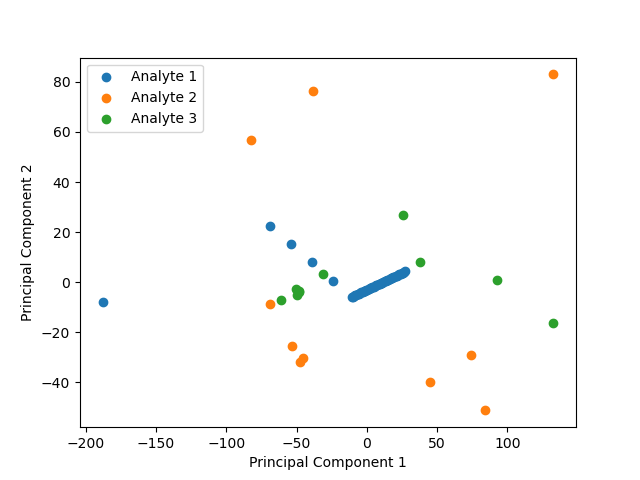 Analyte 1
Analyte 2
Analyte 3
80
60
40
20
0
−20
−40
Principal Component 2
−200
−150
−100
−50
0
50
100
Principal Component 1